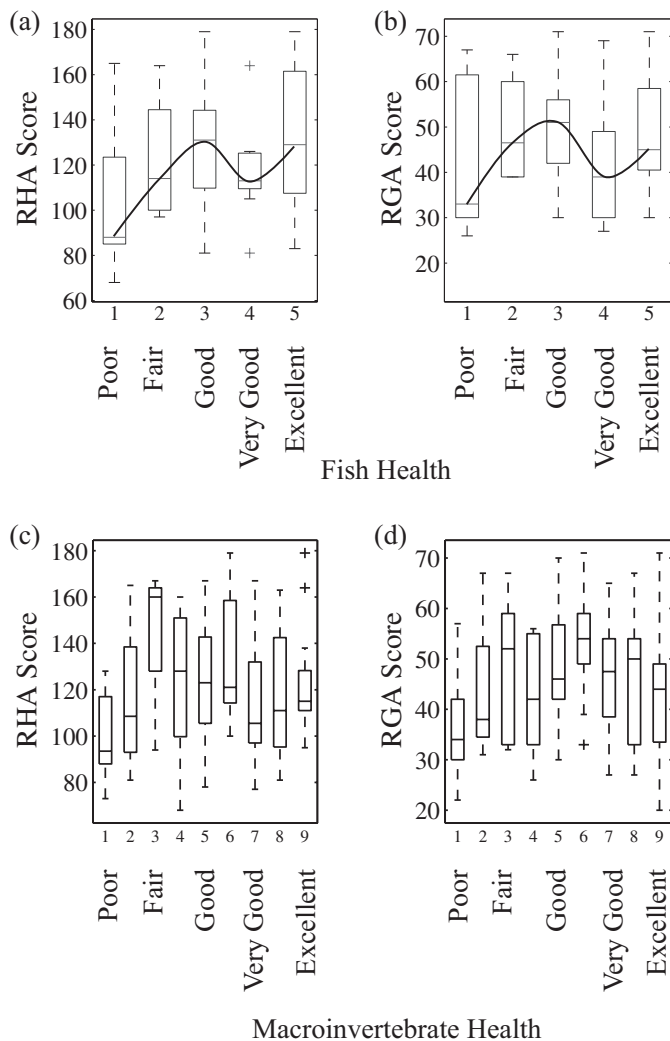 (a)
180
160
140
120
100
80
60
RHA Score
1 2 3 4 5
Poor
Fair
Good
Very Good
Excellent
(b)
70
60
50
40
30
20
RGA Score
1 2 3 4 5
Poor
Fair
Good
Very Good
Excellent
Fish Health
(c)
180
160
140
120
100
80
RHA Score
1 2 3 4 5 6 7 8 9
Poor
Fair
Good
Very Good
Excellent
(d)
70
60
50
40
30
20
RGA Score
1 2 3 4 5 6 7 8 9
Poor
Fair
Good
Very Good
Excellent
Macroinvertebrate Health